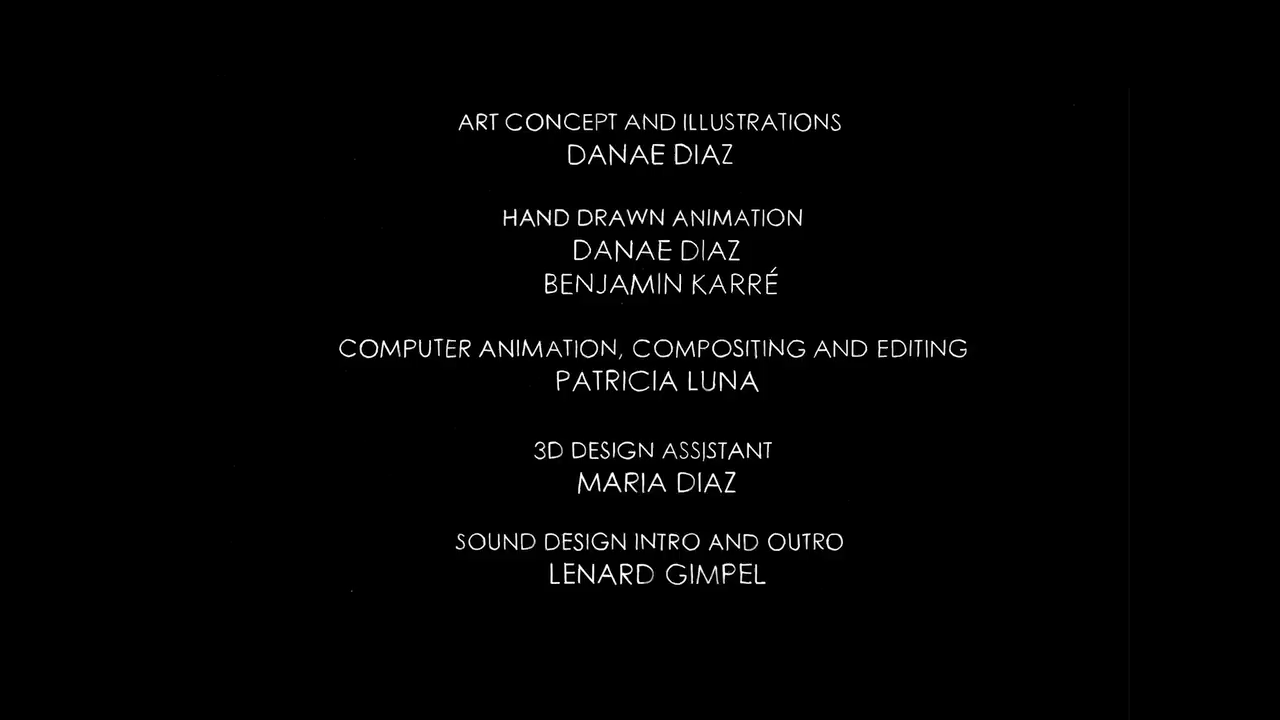 ART CONCEPT AND ILLUSTRATIONS
DANAE DIAZ
HAND DRAWN ANIMATION
DANAE DIAZ
BENJAMIN KARRÉ
COMPUTER ANIMATION, COMPOSITING AND EDITING
PATRICIA LUNA
3D DESIGN ASSISTANT
MARIA DIAZ
SOUND DESIGN INTRO AND OUTRO
LENARD GIMPEL